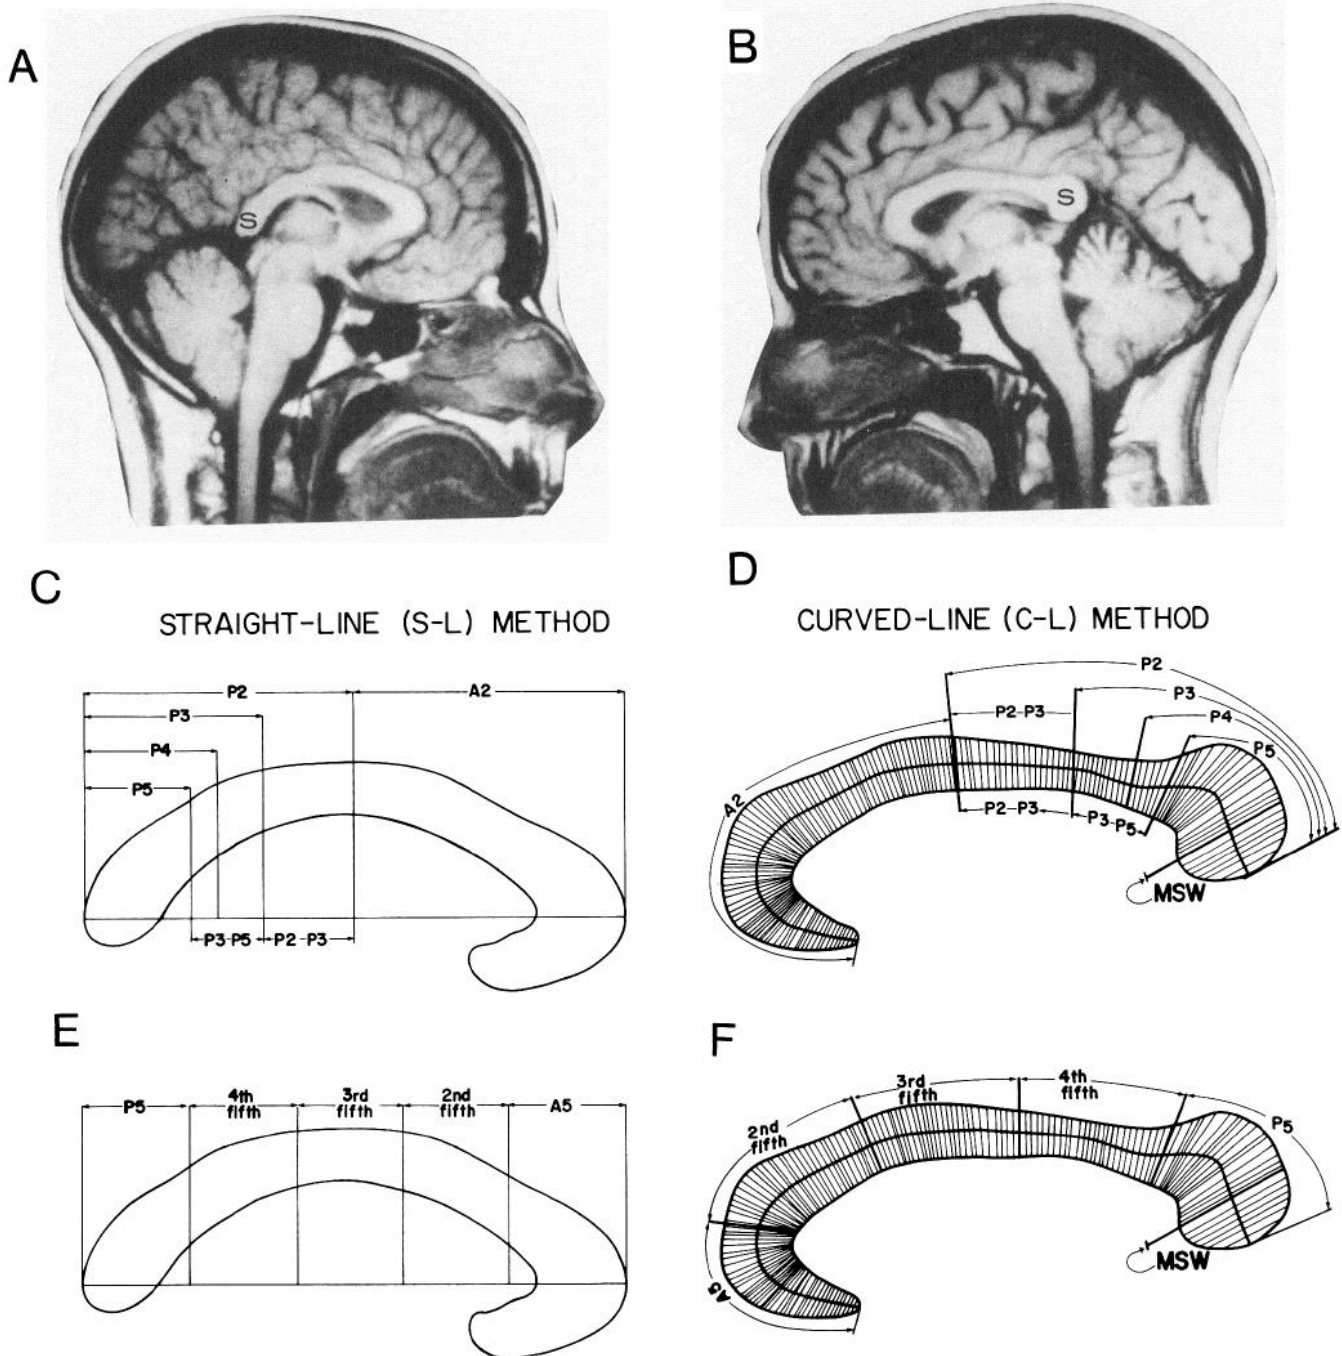 A
B
S
S
C
D
STRAIGHT-LINE (S-L) METHOD
CURVED-LINE (C-L) METHOD
P2
A2
P3
P4
P5
P3-P5
P2-P3
P2
P3
P4
P5
P2-P3
A2
P2-P3
P3-P5
MSW
E
F
P5
4th
fifth
3rd
fifth
2nd
fifth
A5
2nd
fifth
3rd
fifth
4th
fifth
P5
A5
MSW